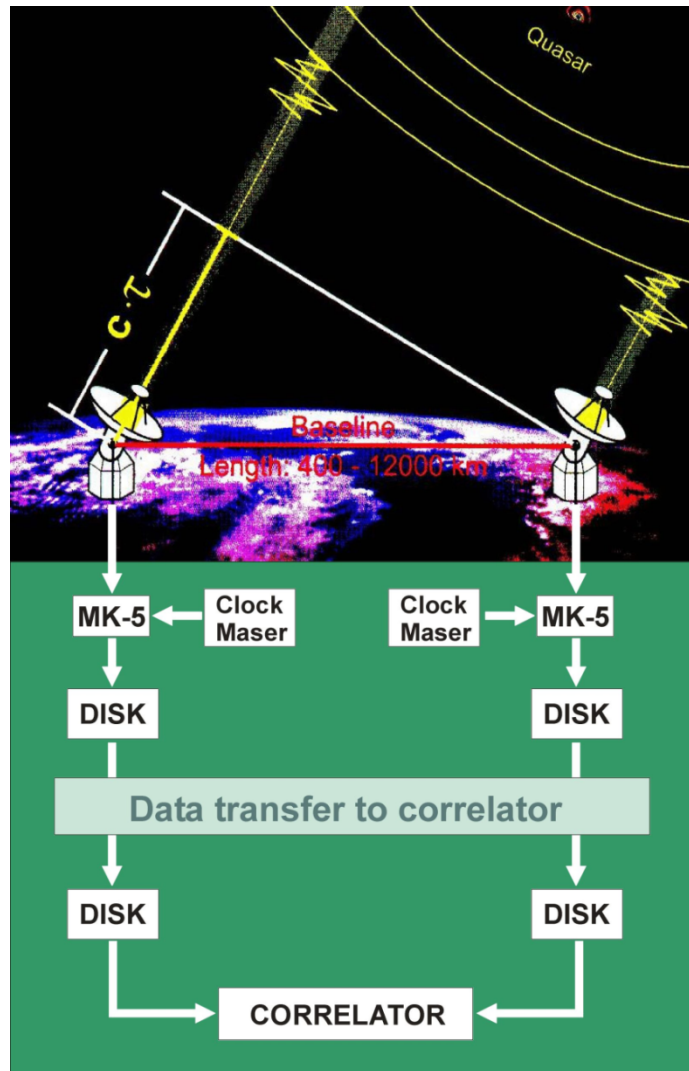 Quasar
c·τ
Baseline
Length: 400 - 12000 km
MK-5
Clock
Maser
Clock
Maser
MK-5
DISK
DISK
Data transfer to correlator
DISK
DISK
CORRELATOR